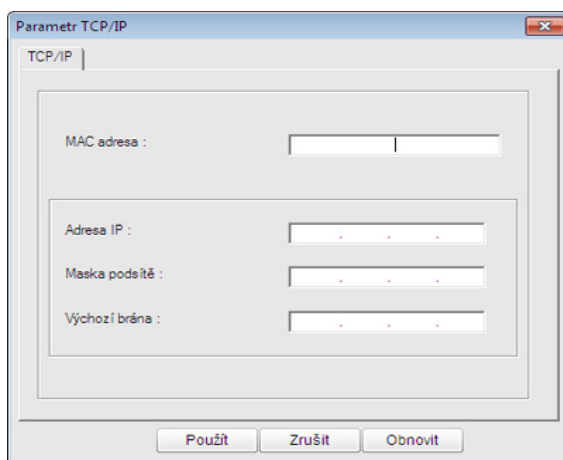 Parametr TCP/IP
TCP/IP
MAC adresa :
Adresa IP :
. . .
Maska podsítě :
. . .
Výchozí brána :
. . .
Použít Zrušit Obnovit